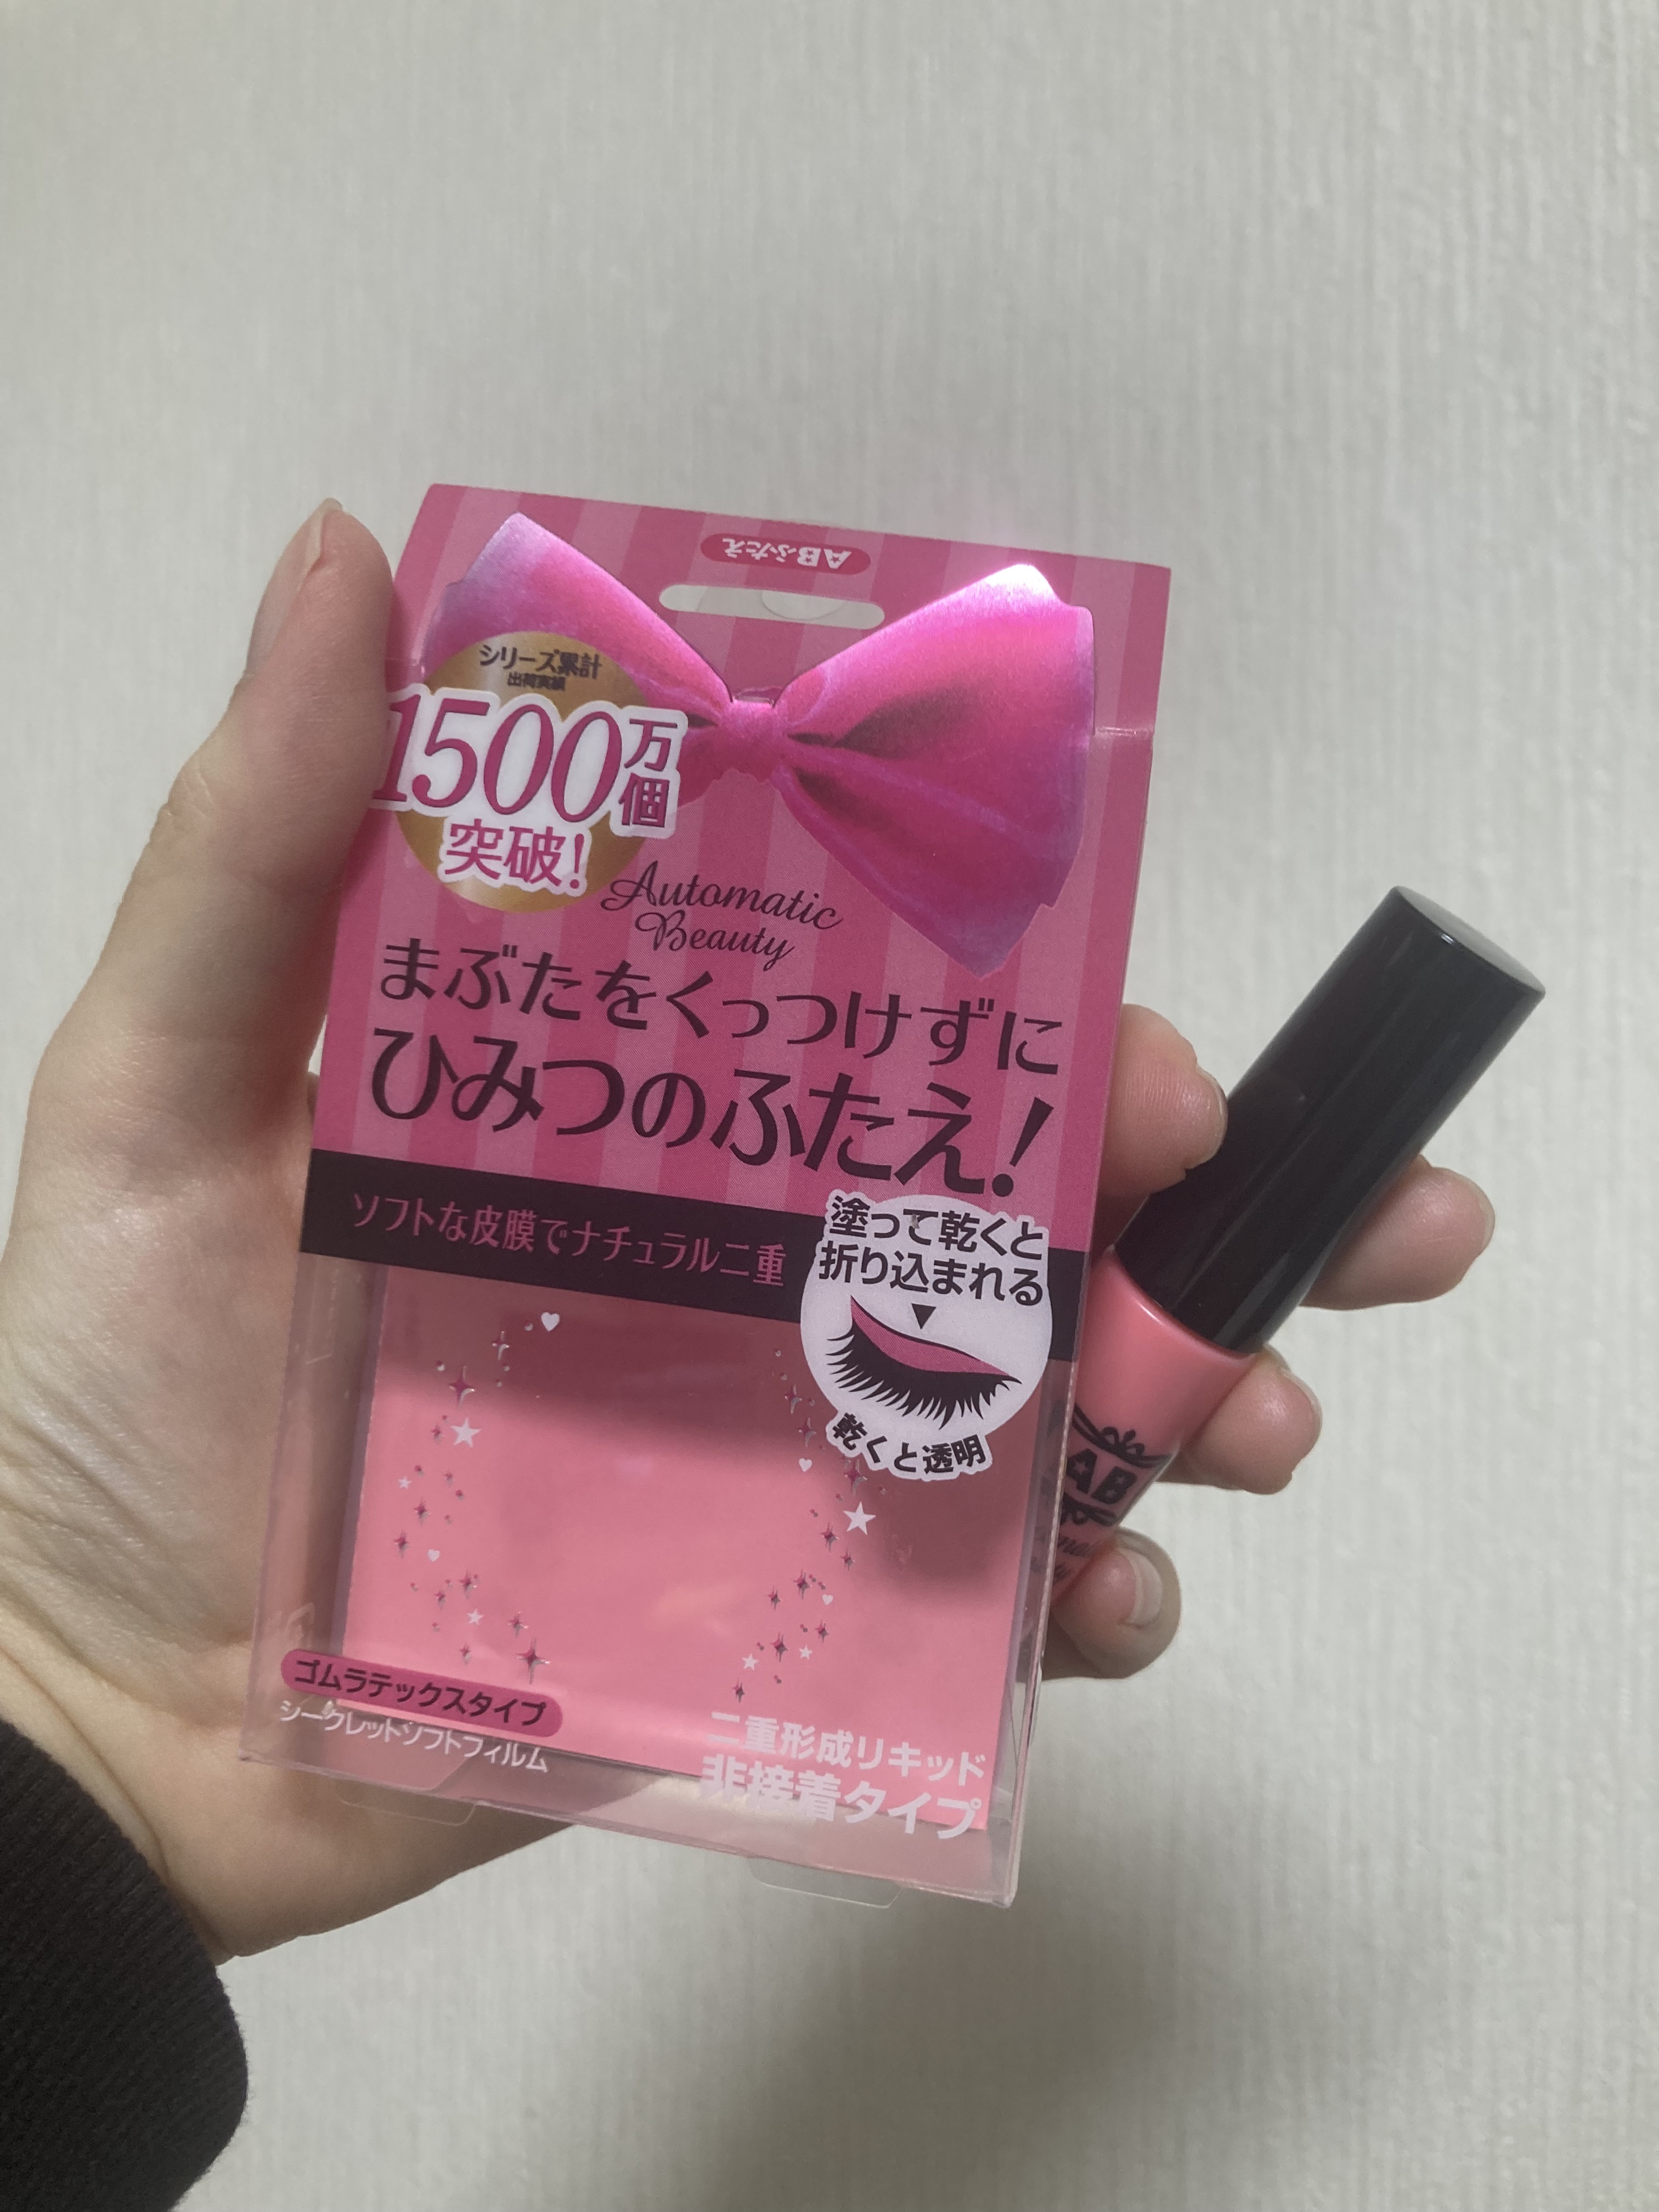 ABふたえ
シリーズ累計
出荷実績
1500万個
突破!
Automatic
Beauty
まぶたをくっつけずに
ひみつのふたえ!
ソフトな皮膜でナチュラル二重
塗って乾くと
折り込まれる
乾くと透明
AB
ゴムラテックスタイプ
シークレットソフトフィルム
二重形成リキッド
非接着タイプ